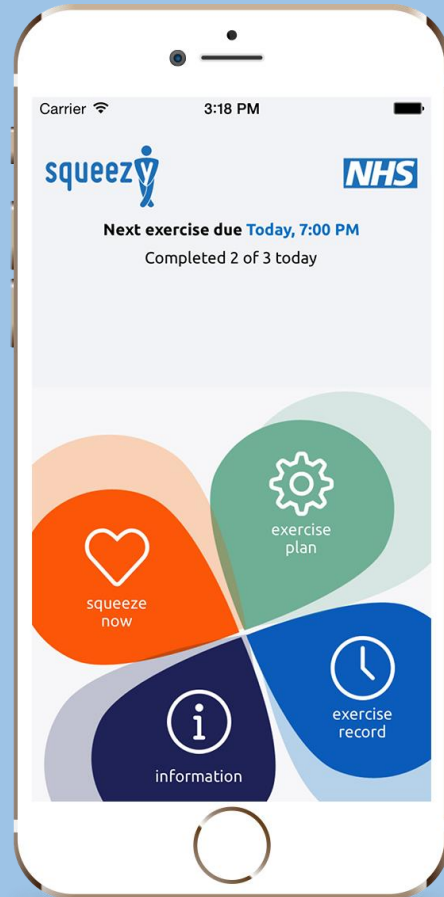 Carrier 3:18 PM
squeezy NHS
Next exercise due Today, 7:00 PM
Completed 2 of 3 today
exercise
plan
squeeze
now
exercise
record
information